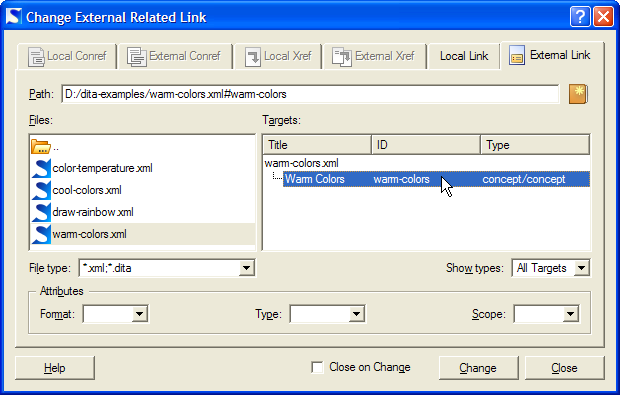 Change External Related Link
Local Conref External Conref Local Xref External Xref Local Link External Link
Path: D:/dita-examples/warm-colors.xml#warm-colors
Files: Targets:
.. Title ID Type
color-temperature.xml warm-colors.xml
cool-colors.xml Warm Colors warm-colors concept/concept
draw-rainbow.xml
warm-colors.xml
File type: *.xml;*.dita Show types: All Targets
Attributes
Format: Type: Scope:
Help Close on Change Change Close